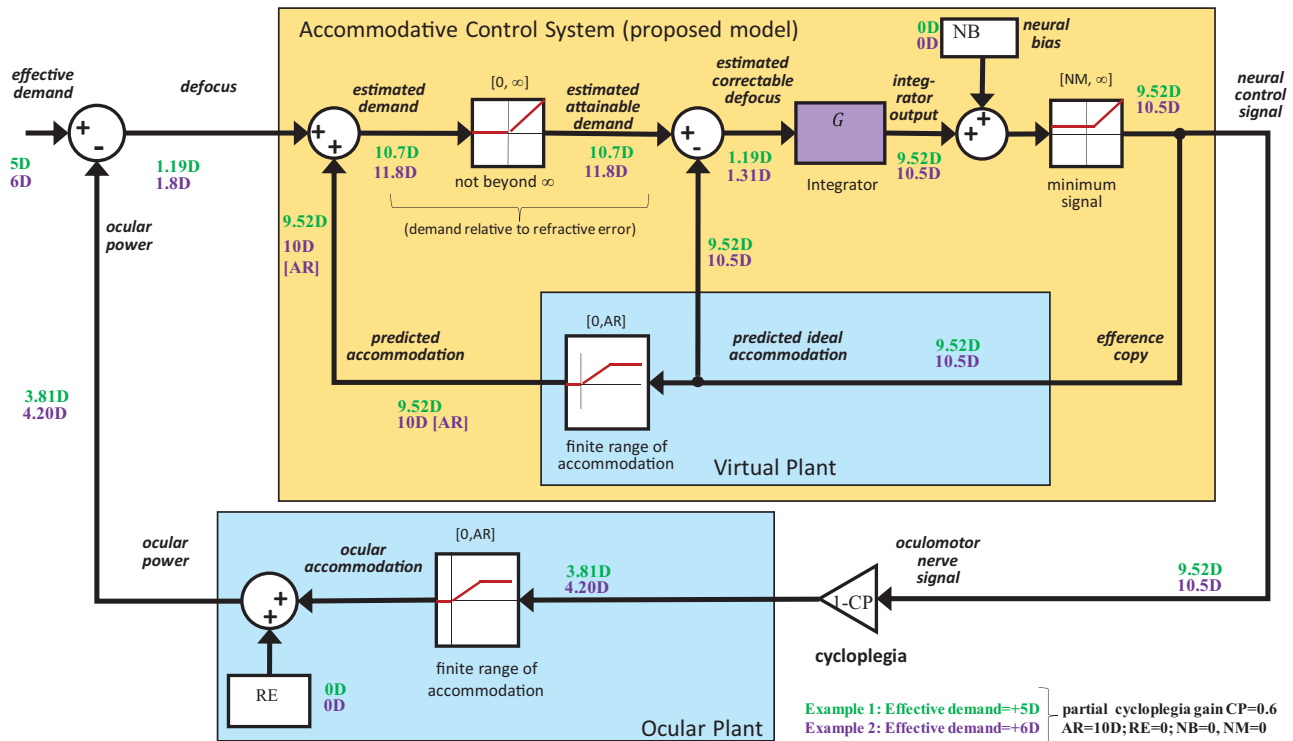 Accommodative Control System (proposed model)
0D
0D
NB
neural
bias
effective
demand
defocus
estimated
demand
[0, ∞]
estimated
attainable
demand
estimated
correctable
defocus
integ-
rator
output
[NM, ∞]
9.52D
10.5D
neural
control
signal
+
-
+
+
+
-
G
+
+
5D
6D
1.19D
1.8D
10.7D
11.8D
not beyond ∞
10.7D
11.8D
1.19D
1.31D
Integrator
9.52D
10.5D
minimum
signal
ocular
power
9.52D
10D
[AR]
(demand relative to refractive error)
9.52D
10.5D
predicted
accommodation
[0,AR]
predicted ideal
accommodation
9.52D
10.5D
efference
copy
3.81D
4.20D
9.52D
10D [AR]
finite range of
accommodation
Virtual Plant
ocular
power
ocular
accommodation
[0,AR]
3.81D
4.20D
oculomotor
nerve
signal
9.52D
10.5D
+
+
1-CP
cycloplegia
RE
0D
0D
finite range of
accommodation
Ocular Plant
Example 1: Effective demand=+5D
Example 2: Effective demand=+6D
partial cycloplegia gain CP=0.6
AR=10D; RE=0; NB=0, NM=0